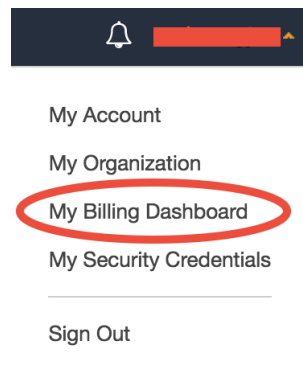 My Account
My Organization
My Billing Dashboard
My Security Credentials
Sign Out